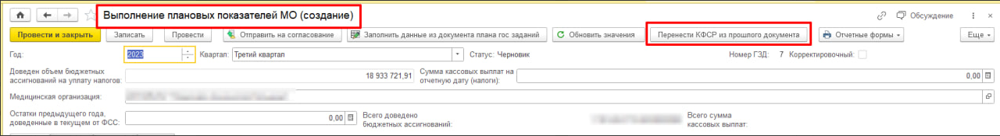 Выполнение плановых показателей МО (создание)
Обсуждение
Провести и закрыть Записать Провести Отправить на согласование Заполнить данные из документа плана гос заданий Обновить значения Перенести КФСР из прошлого документа Отчетные формы Еще
Год: 2023 Квартал: Третий квартал Статус: Черновик Номер ГЗД: 7 Корректировочный:
Доведен объем бюджетных
ассигнований на уплату налогов: 18 933 721,91
Сумма кассовых выплат на
отчетную дату (налоги): 0,00
Медицинская организация:
Остатки предыдущего года,
доведенные в текущем от ФСС: 0,00
Всего доведено
бюджетных ассигнований:
Всего сумма
кассовых выплат: